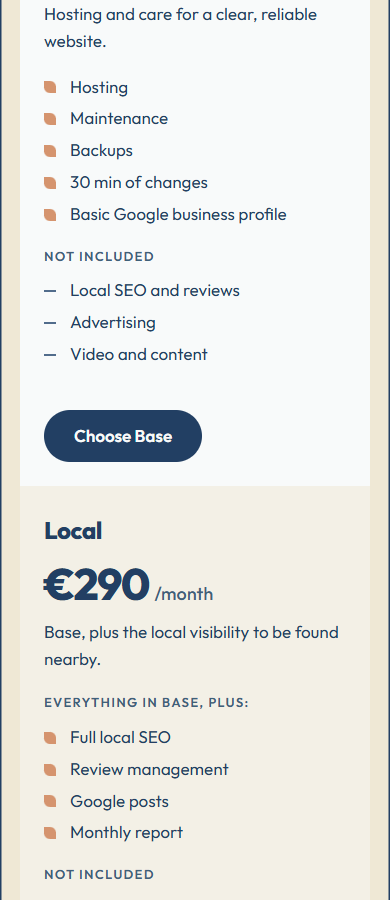 Hosting and care for a clear, reliable
website.
Hosting
Maintenance
Backups
30 min of changes
Basic Google business profile
NOT INCLUDED
Local SEO and reviews
Advertising
Video and content
Choose Base
Local
€290 /month
Base, plus the local visibility to be found
nearby.
EVERYTHING IN BASE, PLUS:
Full local SEO
Review management
Google posts
Monthly report
NOT INCLUDED